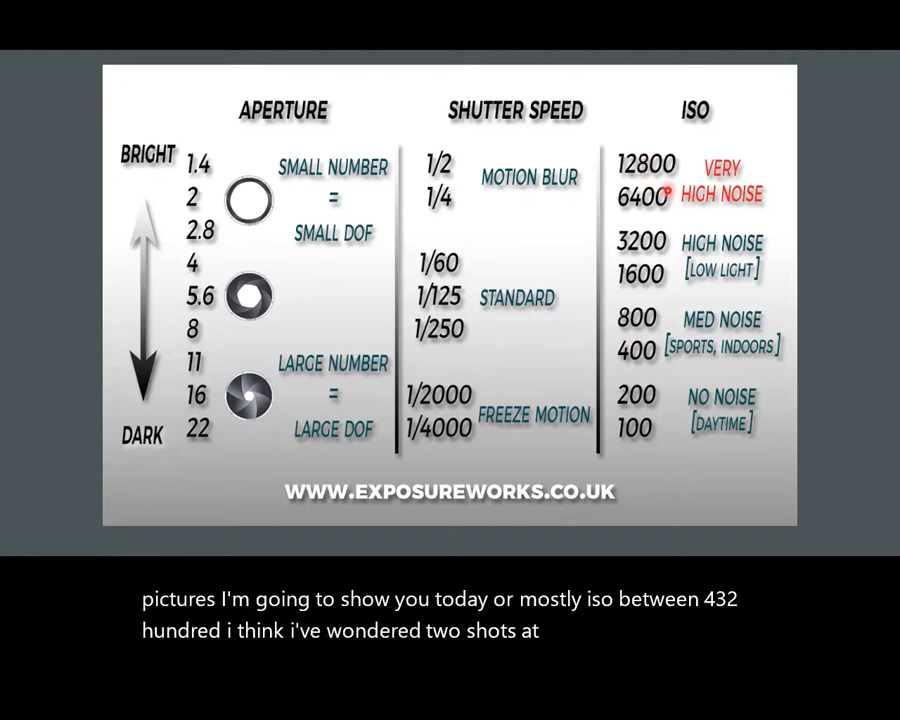 APERTURE
SHUTTER SPEED
ISO
BRIGHT
DARK
1.4
2
2.8
4
5.6
8
11
16
22
SMALL NUMBER
=
SMALL DOF
LARGE NUMBER
=
LARGE DOF
1/2
1/4
MOTION BLUR
1/60
1/125
1/250
STANDARD
1/2000
1/4000
FREEZE MOTION
12800
6400
VERY
HIGH NOISE
3200
1600
HIGH NOISE
[LOW LIGHT]
800
400
MED NOISE
[SPORTS, INDOORS]
200
100
NO NOISE
[DAYTIME]
WWW.EXPOSUREWORKS.CO.UK
pictures I'm going to show you today or mostly iso between 432
hundred i think i've wondered two shots at